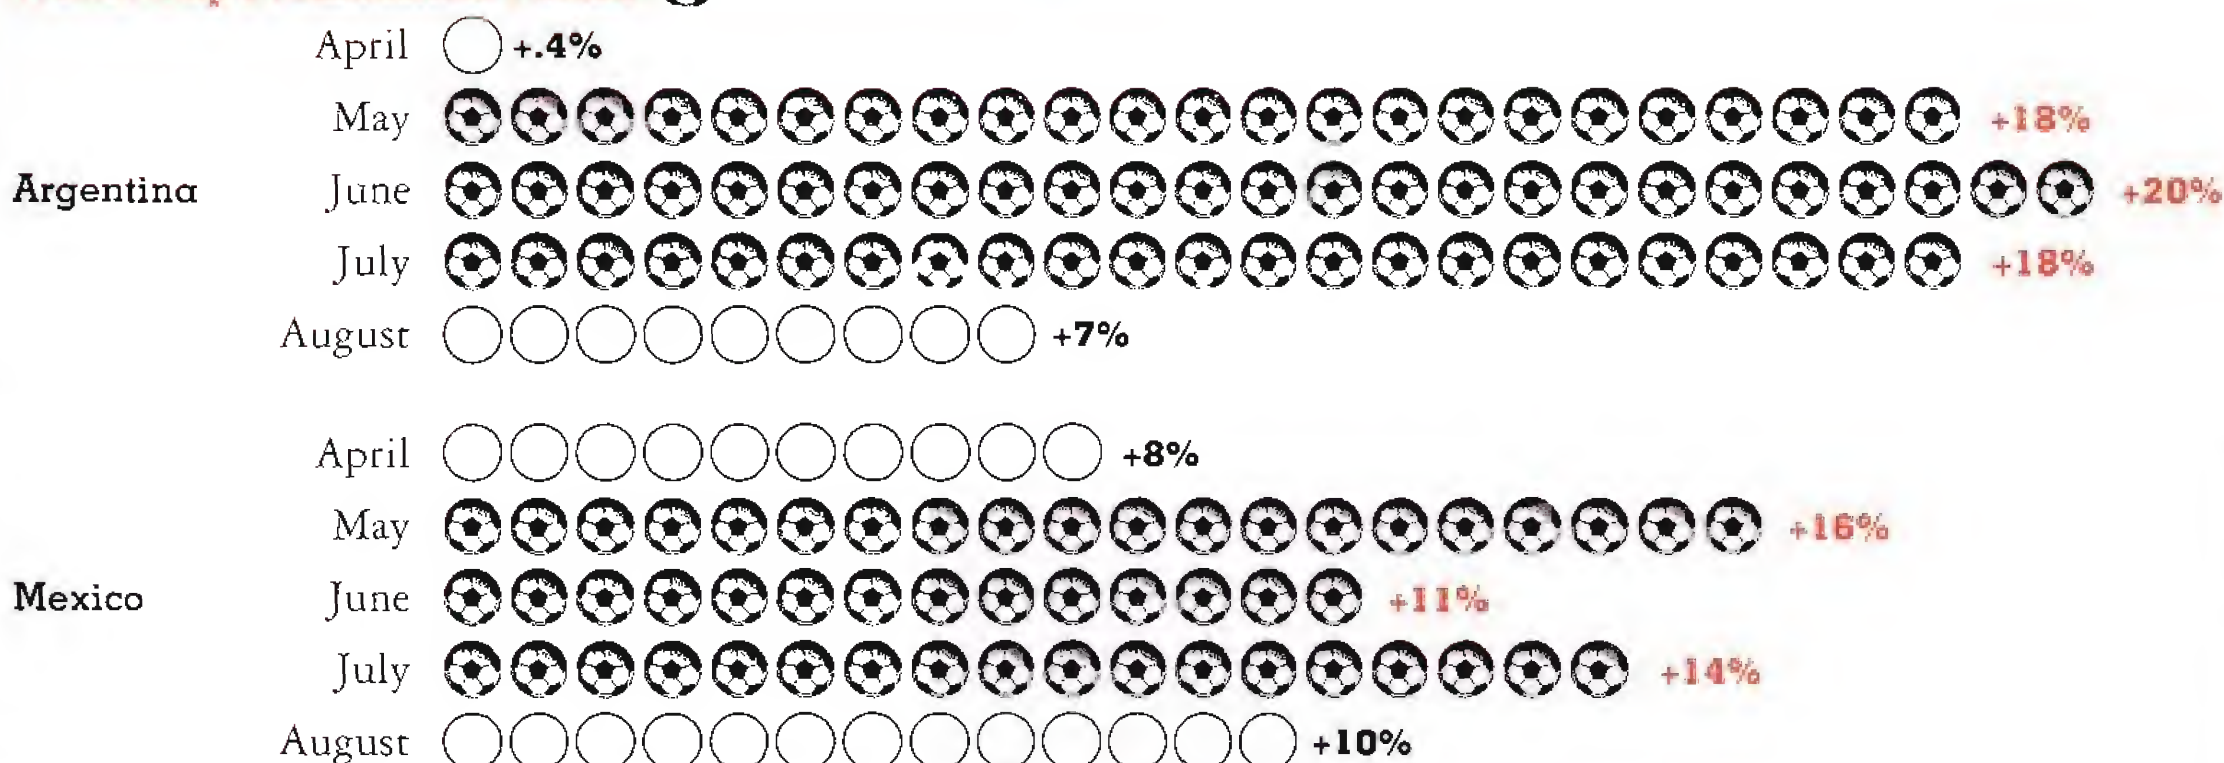 April +.4%
May +18%
Argentina June +20%
July +18%
August +7%
April +8%
May +16%
Mexico June +11%
July +14%
August +10%